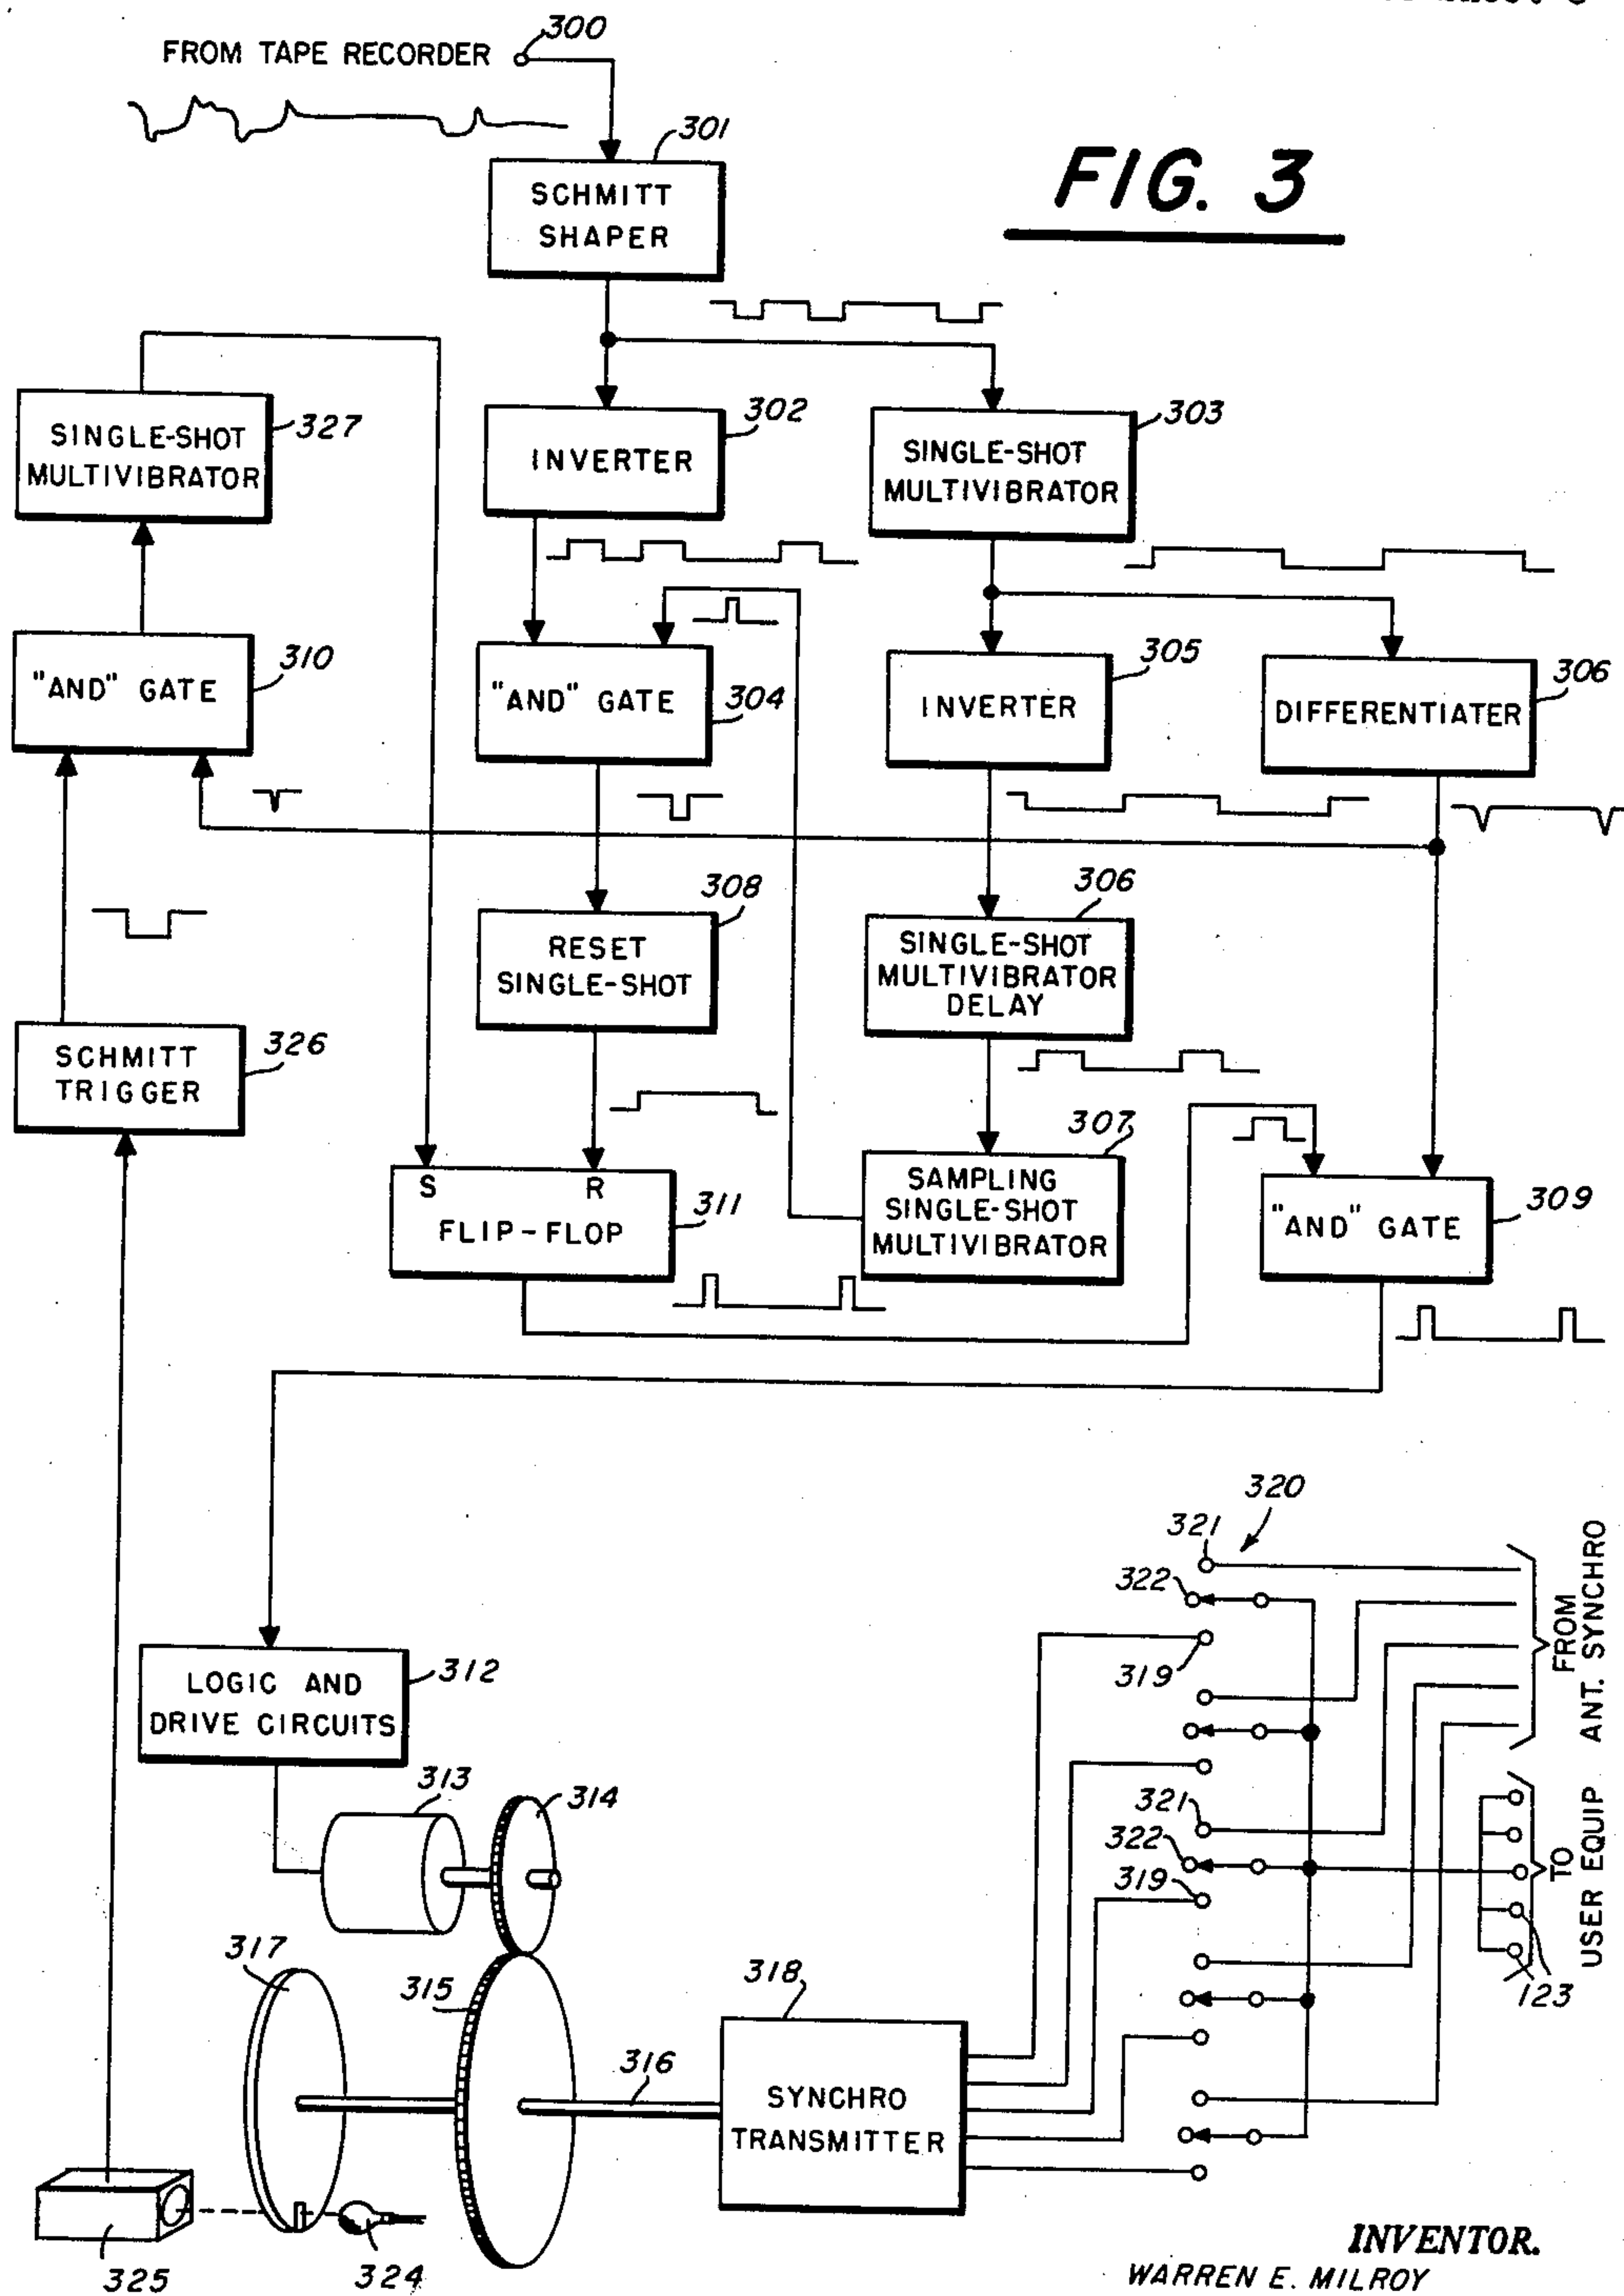 300
FROM TAPE RECORDER
301
SCHMITT
SHAPER
FIG. 3
327
SINGLE-SHOT
MULTIVIBRATOR
302
INVERTER
303
SINGLE-SHOT
MULTIVIBRATOR
310
"AND" GATE
304
"AND" GATE
305
INVERTER
306
DIFFERENTIATER
308
RESET
SINGLE-SHOT
306
SINGLE-SHOT
MULTIVIBRATOR
DELAY
326
SCHMITT
TRIGGER
307
SAMPLING
SINGLE-SHOT
MULTIVIBRATOR
S R
FLIP-FLOP
311
309
"AND" GATE
320
321
322
319
FROM
ANT. SYNCHRO
312
LOGIC AND
DRIVE CIRCUITS
313
314
321
322
319
TO
USER EQUIP
123
317
315
316
318
SYNCHRO
TRANSMITTER
325
324
INVENTOR.
WARREN E. MILROY